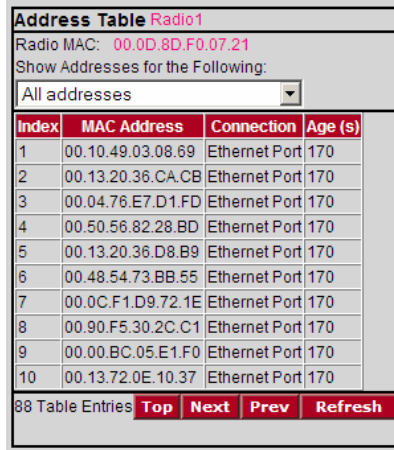 Address Table Radio1
Radio MAC: 00.0D.8D.F0.07.21
Show Addresses for the Following:
All addresses
Index MAC Address Connection Age (s)
1 00.10.49.03.08.69 Ethernet Port 170
2 00.13.20.36.CA.CB Ethernet Port 170
3 00.04.76.E7.D1.FD Ethernet Port 170
4 00.50.56.82.28.BD Ethernet Port 170
5 00.13.20.36.D8.B9 Ethernet Port 170
6 00.48.54.73.BB.55 Ethernet Port 170
7 00.0C.F1.D9.72.1E Ethernet Port 170
8 00.90.F5.30.2C.C1 Ethernet Port 170
9 00.00.BC.05.E1.F0 Ethernet Port 170
10 00.13.72.0E.10.37 Ethernet Port 170
88 Table Entries Top Next Prev Refresh